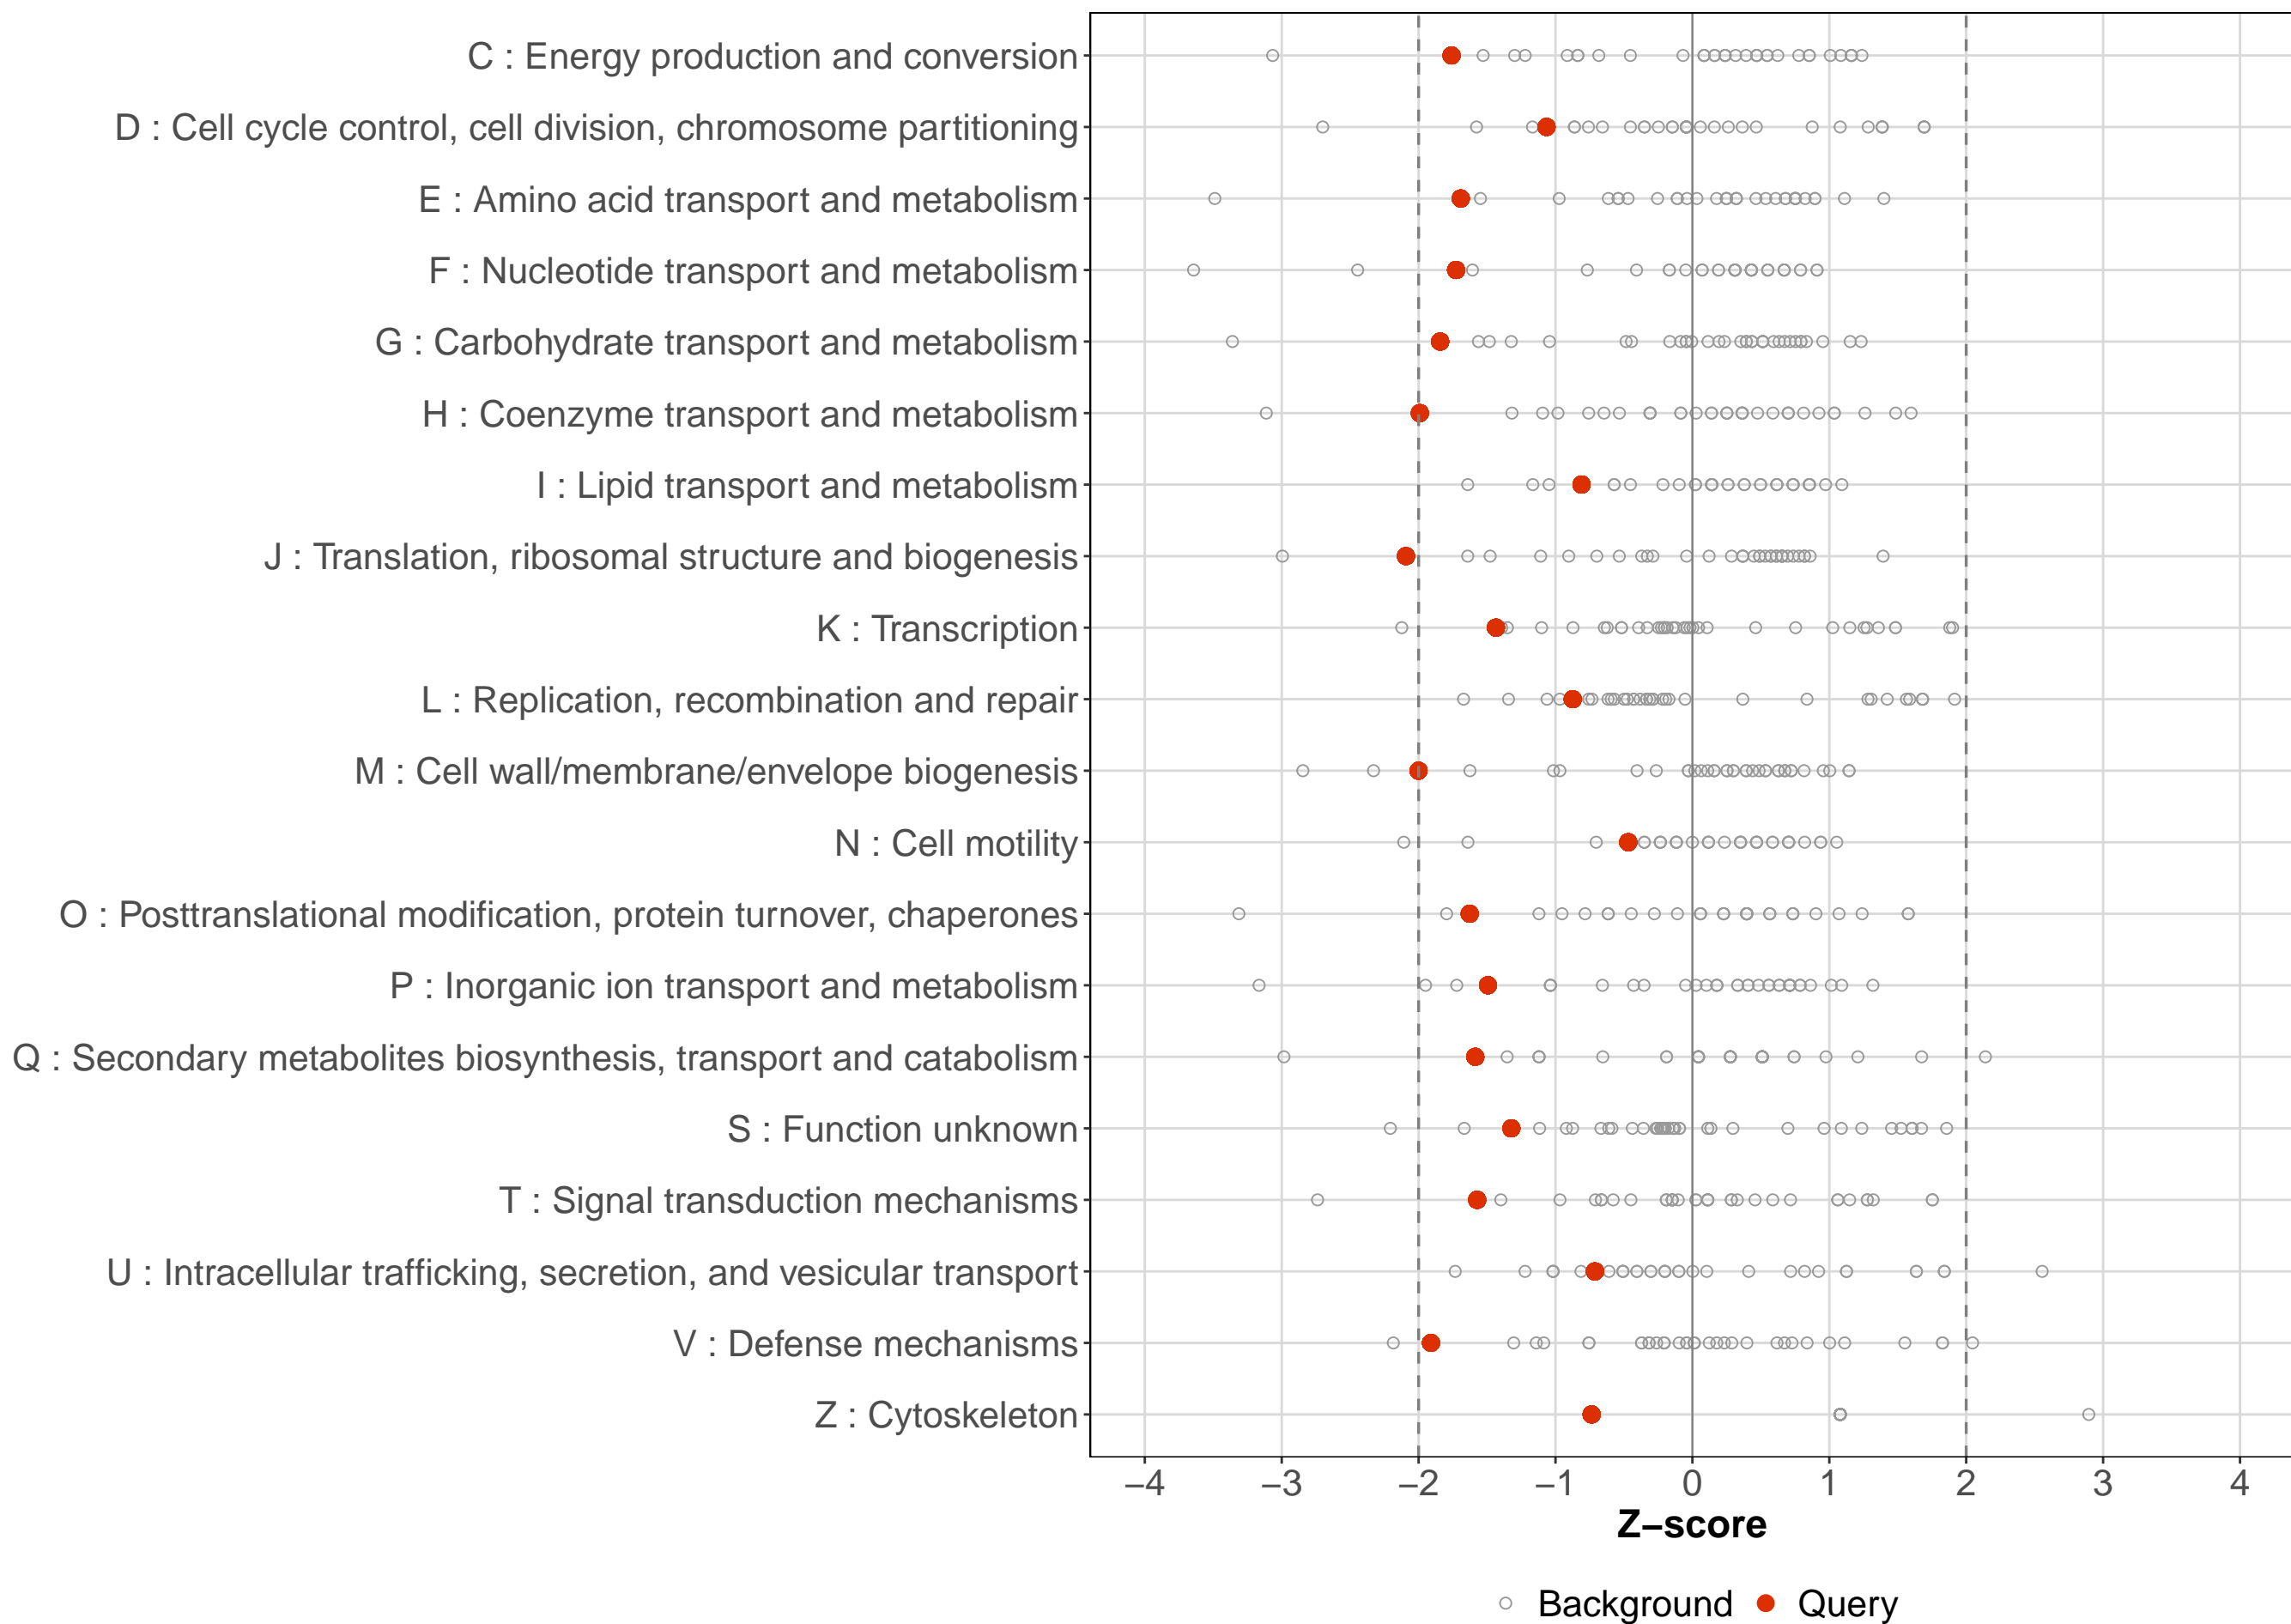 C : Energy production and conversion
D : Cell cycle control, cell division, chromosome partitioning
E : Amino acid transport and metabolism
F : Nucleotide transport and metabolism
G : Carbohydrate transport and metabolism
H : Coenzyme transport and metabolism
I : Lipid transport and metabolism
J : Translation, ribosomal structure and biogenesis
K : Transcription
L : Replication, recombination and repair
M : Cell wall/membrane/envelope biogenesis
N : Cell motility
O : Posttranslational modification, protein turnover, chaperones
P : Inorganic ion transport and metabolism
Q : Secondary metabolites biosynthesis, transport and catabolism
S : Function unknown
T : Signal transduction mechanisms
U : Intracellular trafficking, secretion, and vesicular transport
V : Defense mechanisms
Z : Cytoskeleton
−4 −3 −2 −1 0 1 2 3 4
Z−score
Background Query